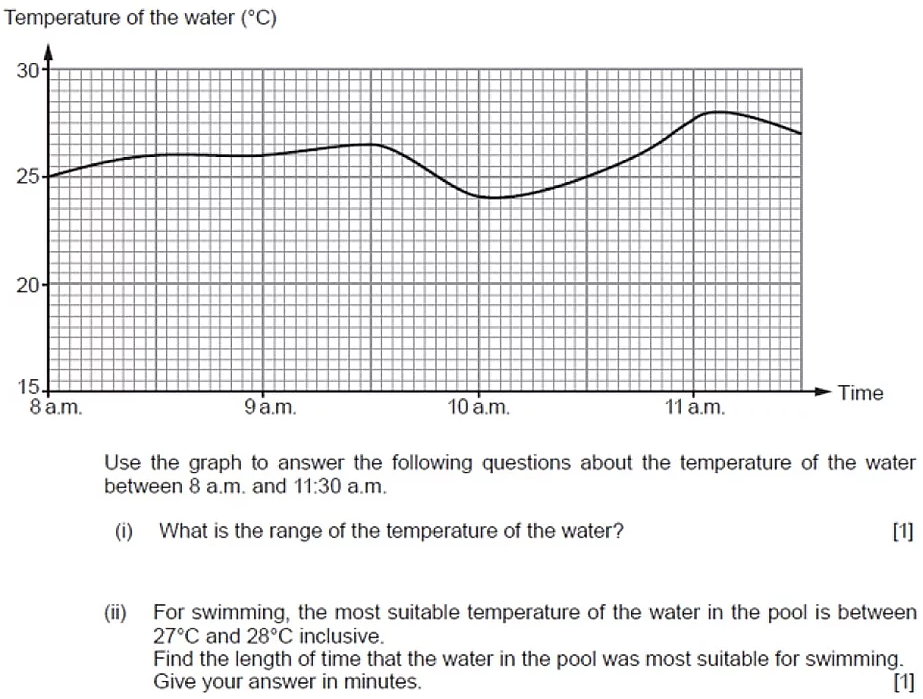 Temperature of the water (°C)
30
25
20
15
8 a.m.
9 a.m.
10 a.m.
11 a.m.
Time
Use the graph to answer the following questions about the temperature of the water
between 8 a.m. and 11:30 a.m.
(i) What is the range of the temperature of the water? [1]
(ii) For swimming, the most suitable temperature of the water in the pool is between
27°C and 28°C inclusive.
Find the length of time that the water in the pool was most suitable for swimming.
Give your answer in minutes. [1]